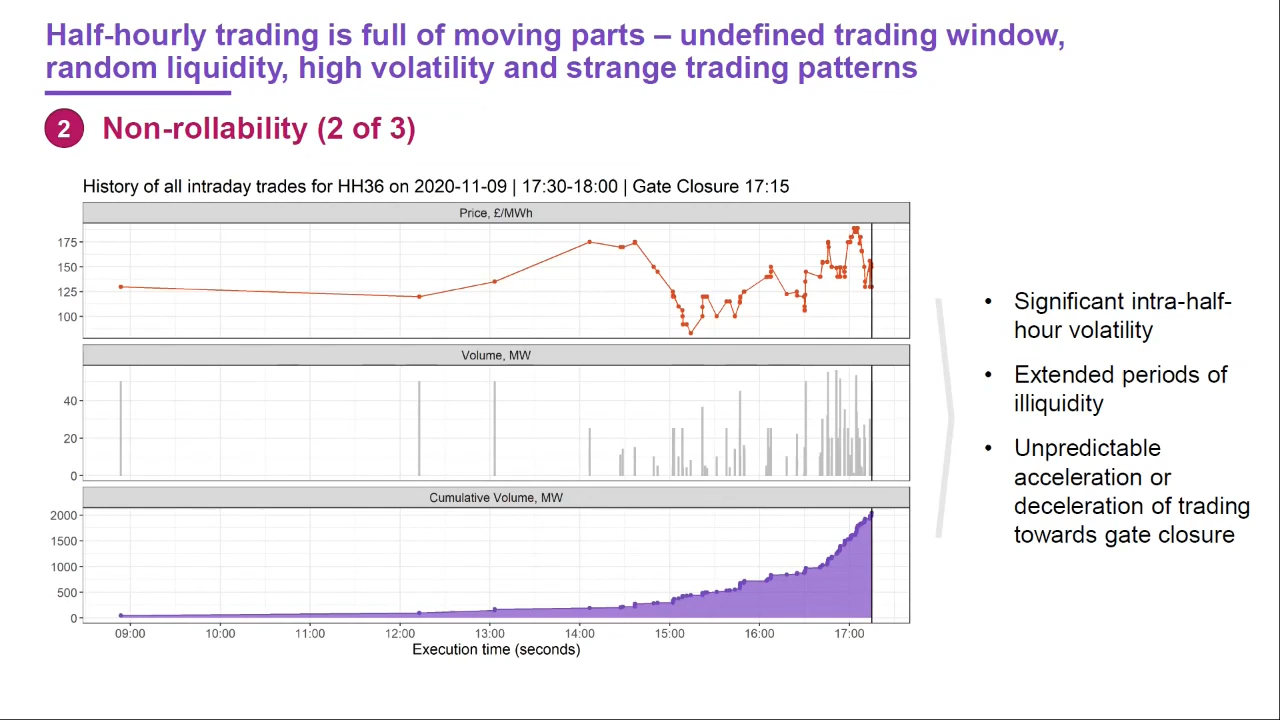 Half-hourly trading is full of moving parts – undefined trading window,
random liquidity, high volatility and strange trading patterns
2 Non-rollability (2 of 3)
History of all intraday trades for HH36 on 2020-11-09 | 17:30-18:00 | Gate Closure 17:15
Price, £/MWh
175
150
125
100
Volume, MW
40
20
0
Cumulative Volume, MW
2000
1500
1000
500
0
09:00 10:00 11:00 12:00 13:00 14:00 15:00 16:00 17:00
Execution time (seconds)
• Significant intra-half-
hour volatility
• Extended periods of
illiquidity
• Unpredictable
acceleration or
deceleration of trading
towards gate closure